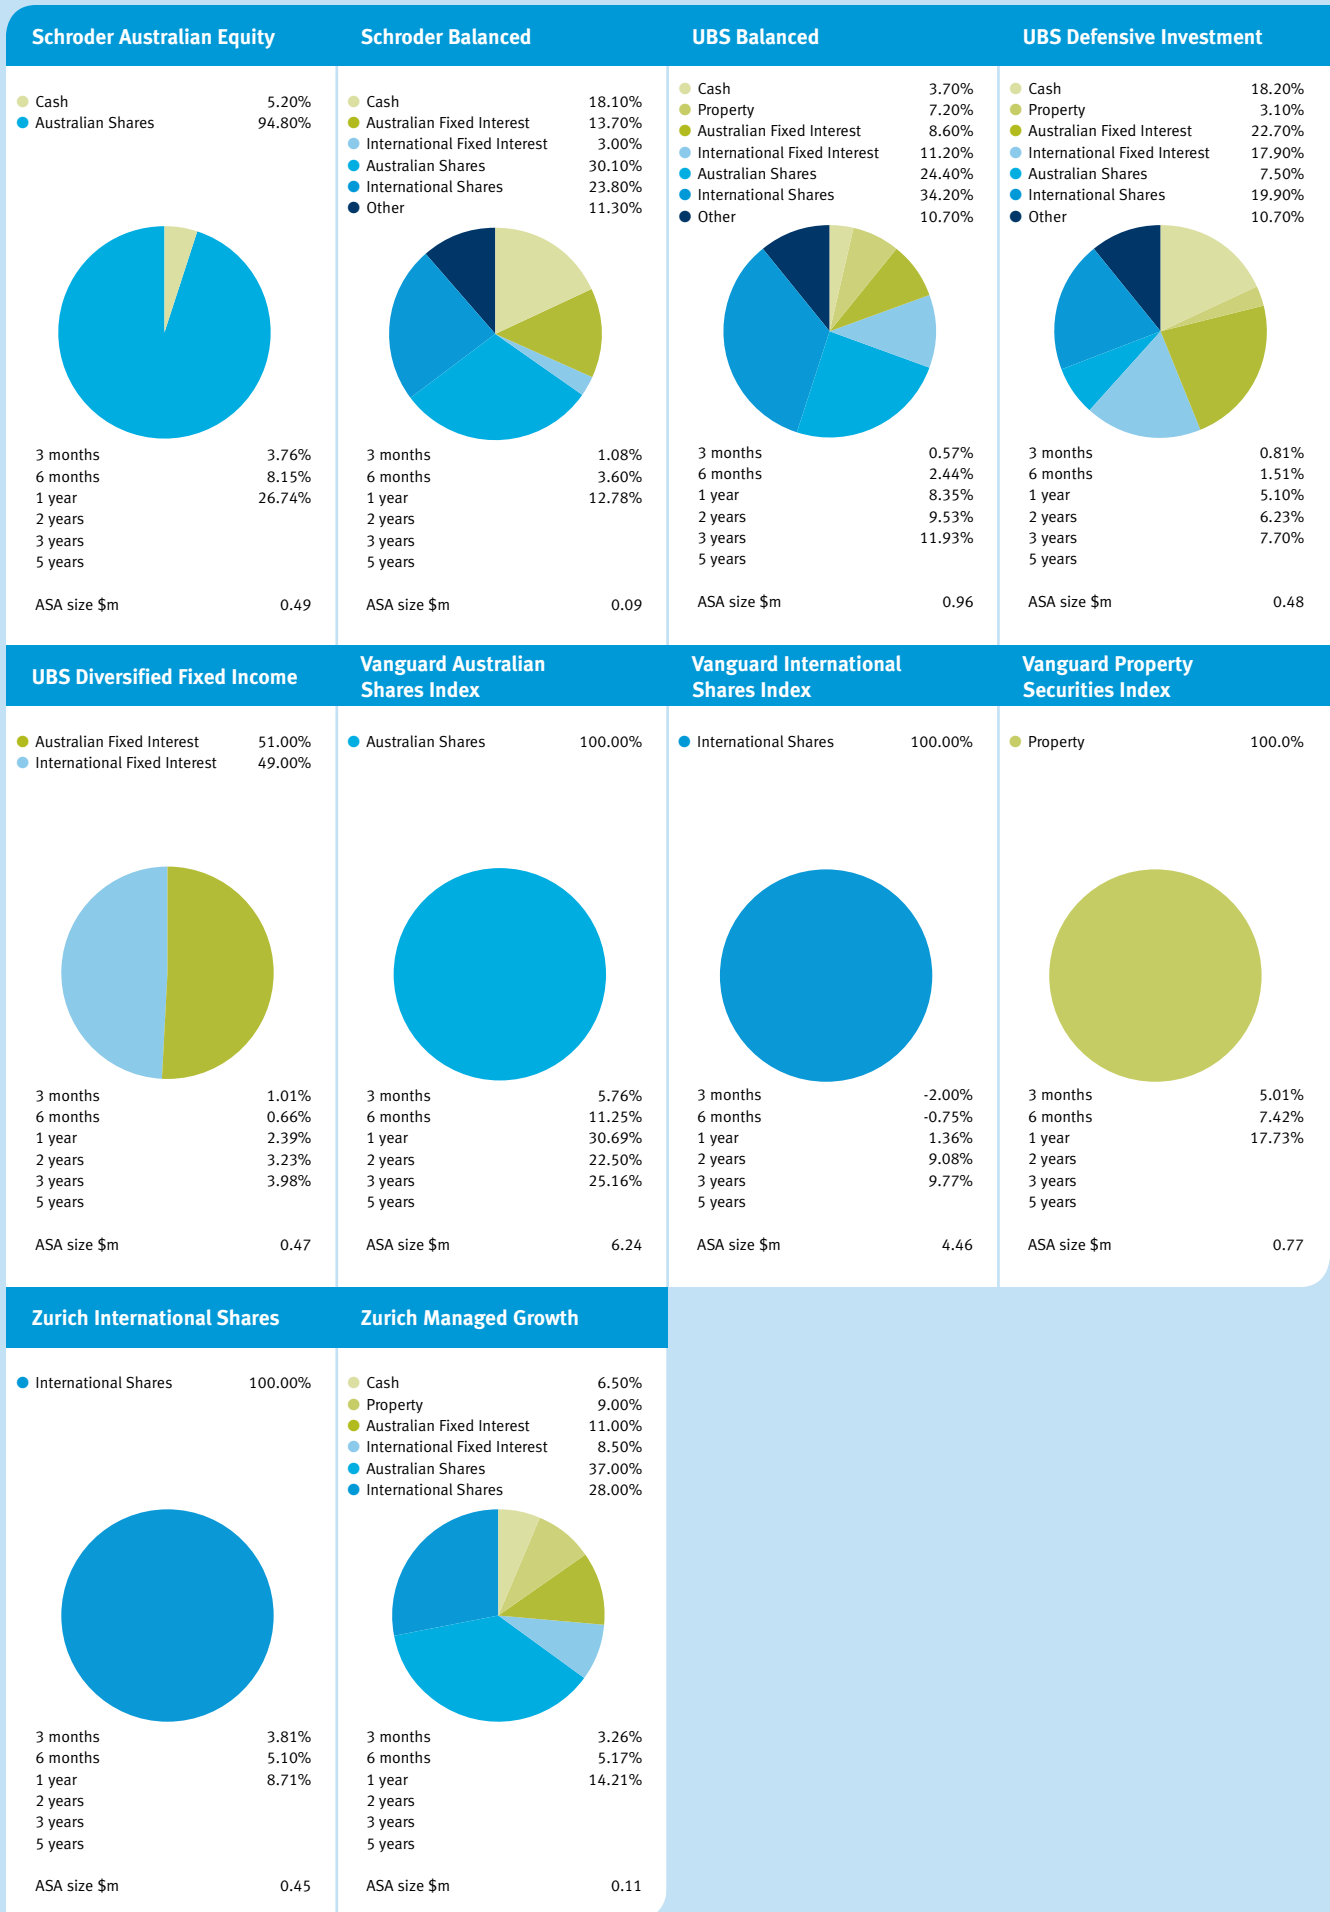 Schroder Australian Equity
Cash 5.20%
Australian Shares 94.80%
3 months 3.76%
6 months 8.15%
1 year 26.74%
2 years
3 years
5 years
ASA size $m 0.49
Schroder Balanced
Cash 18.10%
Australian Fixed Interest 13.70%
International Fixed Interest 3.00%
Australian Shares 30.10%
International Shares 23.80%
Other 11.30%
3 months 1.08%
6 months 3.60%
1 year 12.78%
2 years
3 years
5 years
ASA size $m 0.09
UBS Balanced
Cash 3.70%
Property 7.20%
Australian Fixed Interest 8.60%
International Fixed Interest 11.20%
Australian Shares 24.40%
International Shares 34.20%
Other 10.70%
3 months 0.57%
6 months 2.44%
1 year 8.35%
2 years 9.53%
3 years 11.93%
5 years
ASA size $m 0.96
UBS Defensive Investment
Cash 18.20%
Property 3.10%
Australian Fixed Interest 22.70%
International Fixed Interest 17.90%
Australian Shares 7.50%
International Shares 19.90%
Other 10.70%
3 months 0.81%
6 months 1.51%
1 year 5.10%
2 years 6.23%
3 years 7.70%
5 years
ASA size $m 0.48
UBS Diversified Fixed Income
Australian Fixed Interest 51.00%
International Fixed Interest 49.00%
3 months 1.01%
6 months 0.66%
1 year 2.39%
2 years 3.23%
3 years 3.98%
5 years
ASA size $m 0.47
Vanguard Australian
Shares Index
Australian Shares 100.00%
3 months 5.76%
6 months 11.25%
1 year 30.69%
2 years 22.50%
3 years 25.16%
5 years
ASA size $m 6.24
Vanguard International
Shares Index
International Shares 100.00%
3 months -2.00%
6 months -0.75%
1 year 1.36%
2 years 9.08%
3 years 9.77%
5 years
ASA size $m 4.46
Vanguard Property
Securities Index
Property 100.0%
3 months 5.01%
6 months 7.42%
1 year 17.73%
2 years
3 years
5 years
ASA size $m 0.77
Zurich International Shares
International Shares 100.00%
3 months 3.81%
6 months 5.10%
1 year 8.71%
2 years
3 years
5 years
ASA size $m 0.45
Zurich Managed Growth
Cash 6.50%
Property 9.00%
Australian Fixed Interest 11.00%
International Fixed Interest 8.50%
Australian Shares 37.00%
International Shares 28.00%
3 months 3.26%
6 months 5.17%
1 year 14.21%
2 years
3 years
5 years
ASA size $m 0.11